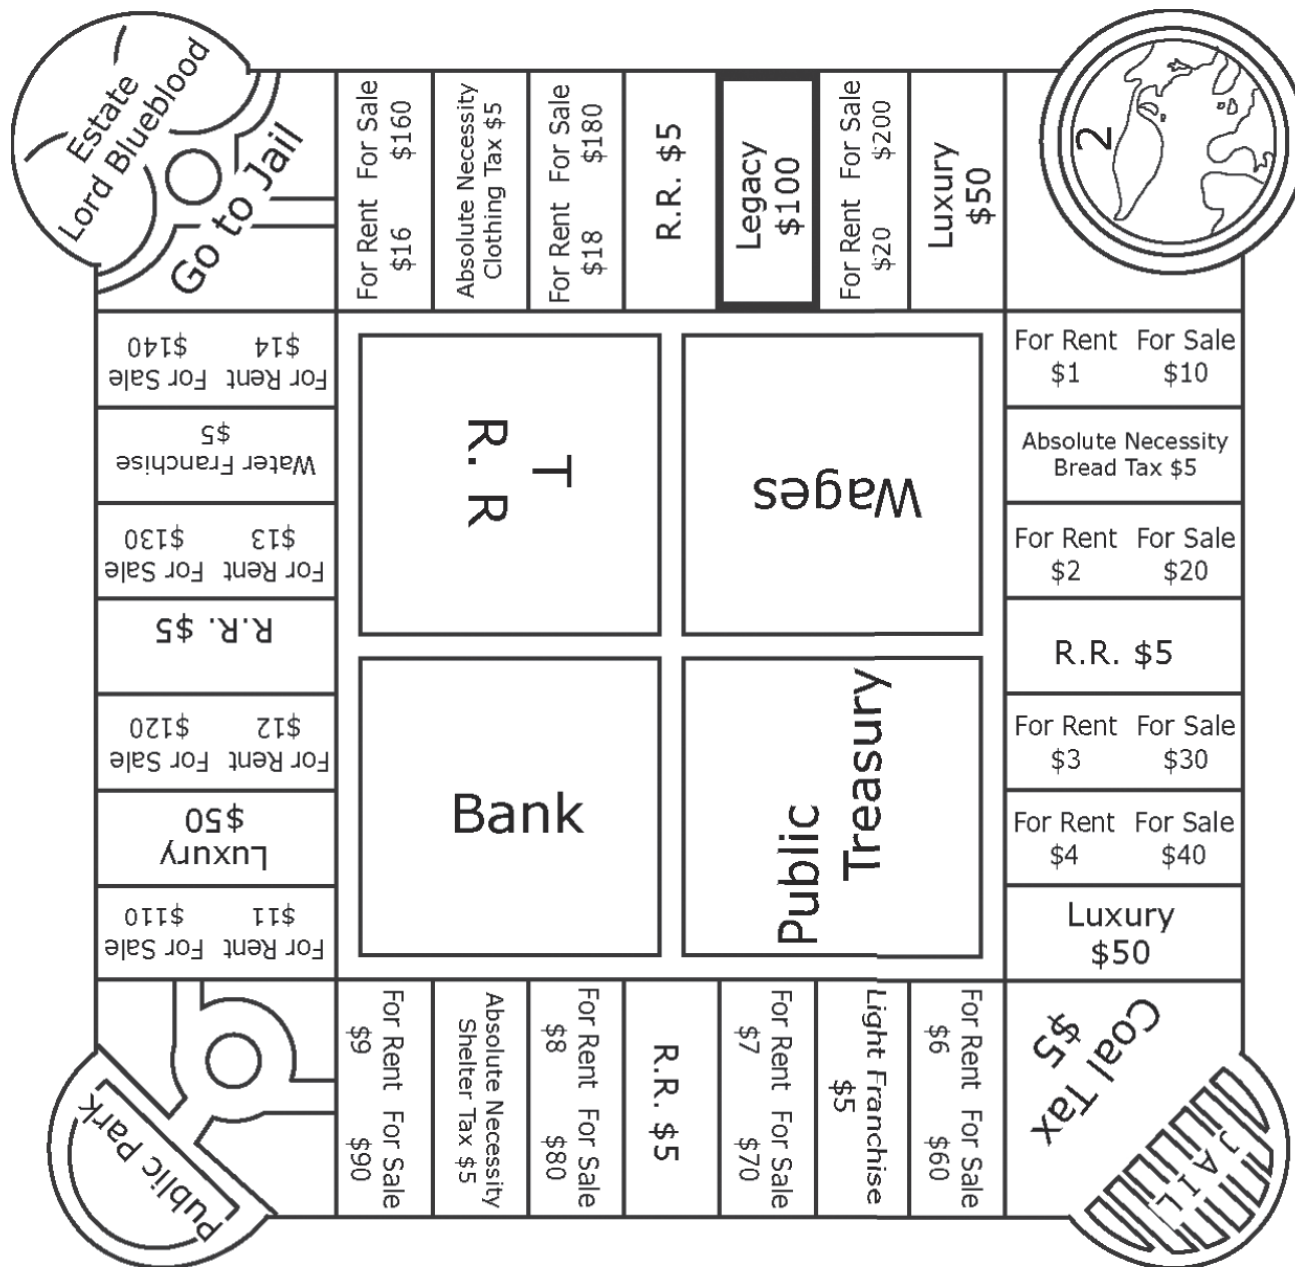 Estate
Lord Blueblood
Go to Jail
For Rent For Sale
$16 $160
Absolute Necessity
Clothing Tax $5
For Rent For Sale
$18 $180
R.R. $5
Legacy
$100
For Rent For Sale
$20 $200
Luxury
$50
2
For Rent For Sale
$1 $10
Absolute Necessity
Bread Tax $5
For Rent For Sale
$2 $20
R.R. $5
For Rent For Sale
$3 $30
For Rent For Sale
$4 $40
Luxury
$50
Coal Tax
$5
JAIL
For Rent For Sale
$6 $60
Light Franchise
$5
For Rent For Sale
$7 $70
R.R. $5
For Rent For Sale
$8 $80
Absolute Necessity
Shelter Tax $5
For Rent For Sale
$9 $90
Public Park
For Rent For Sale
$11 $110
Luxury
$50
For Rent For Sale
$12 $120
R.R. $5
For Rent For Sale
$13 $130
Water Franchise
$5
For Rent For Sale
$14 $140
T
R. R
Wages
Bank
Public
Treasury